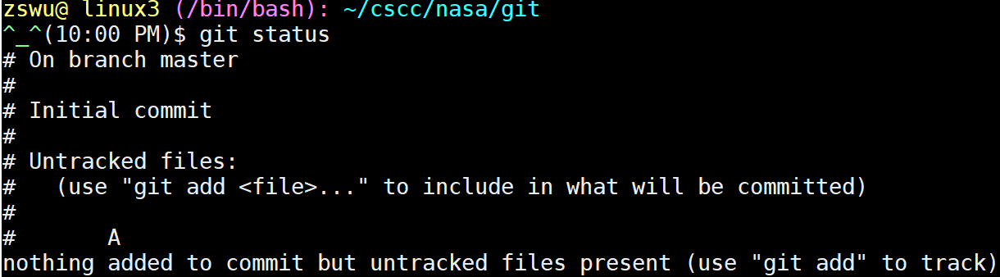 zswu@ linux3 (/bin/bash): ~/cscc/nasa/git
^_^(10:00 PM)$ git status
# On branch master
#
# Initial commit
#
# Untracked files:
#   (use "git add <file>..." to include in what will be committed)
#
#       A
nothing added to commit but untracked files present (use "git add" to track)